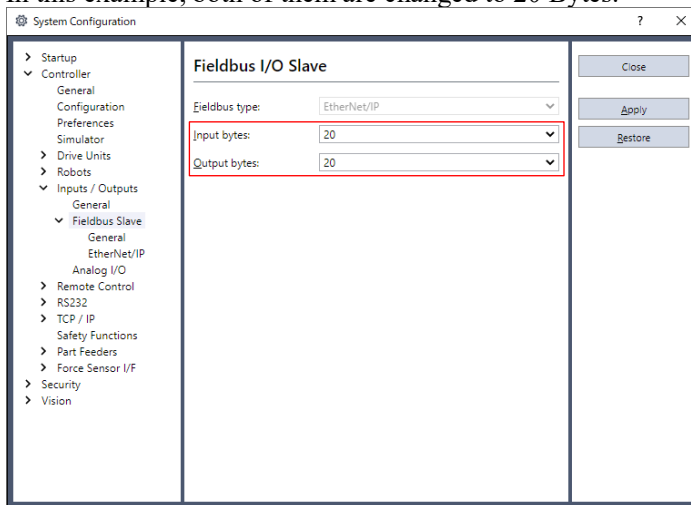 In this example, both of them are changed to 20 Bytes.
System Configuration
?
Startup
Controller
General
Configuration
Preferences
Simulator
Drive Units
Robots
Inputs / Outputs
General
Fieldbus Slave
General
EtherNet/IP
Analog I/O
Remote Control
RS232
TCP / IP
Safety Functions
Part Feeders
Force Sensor I/F
Security
Vision
Fieldbus I/O Slave
Fieldbus type: EtherNet/IP
Input bytes: 20
Output bytes: 20
Close
Apply
Restore